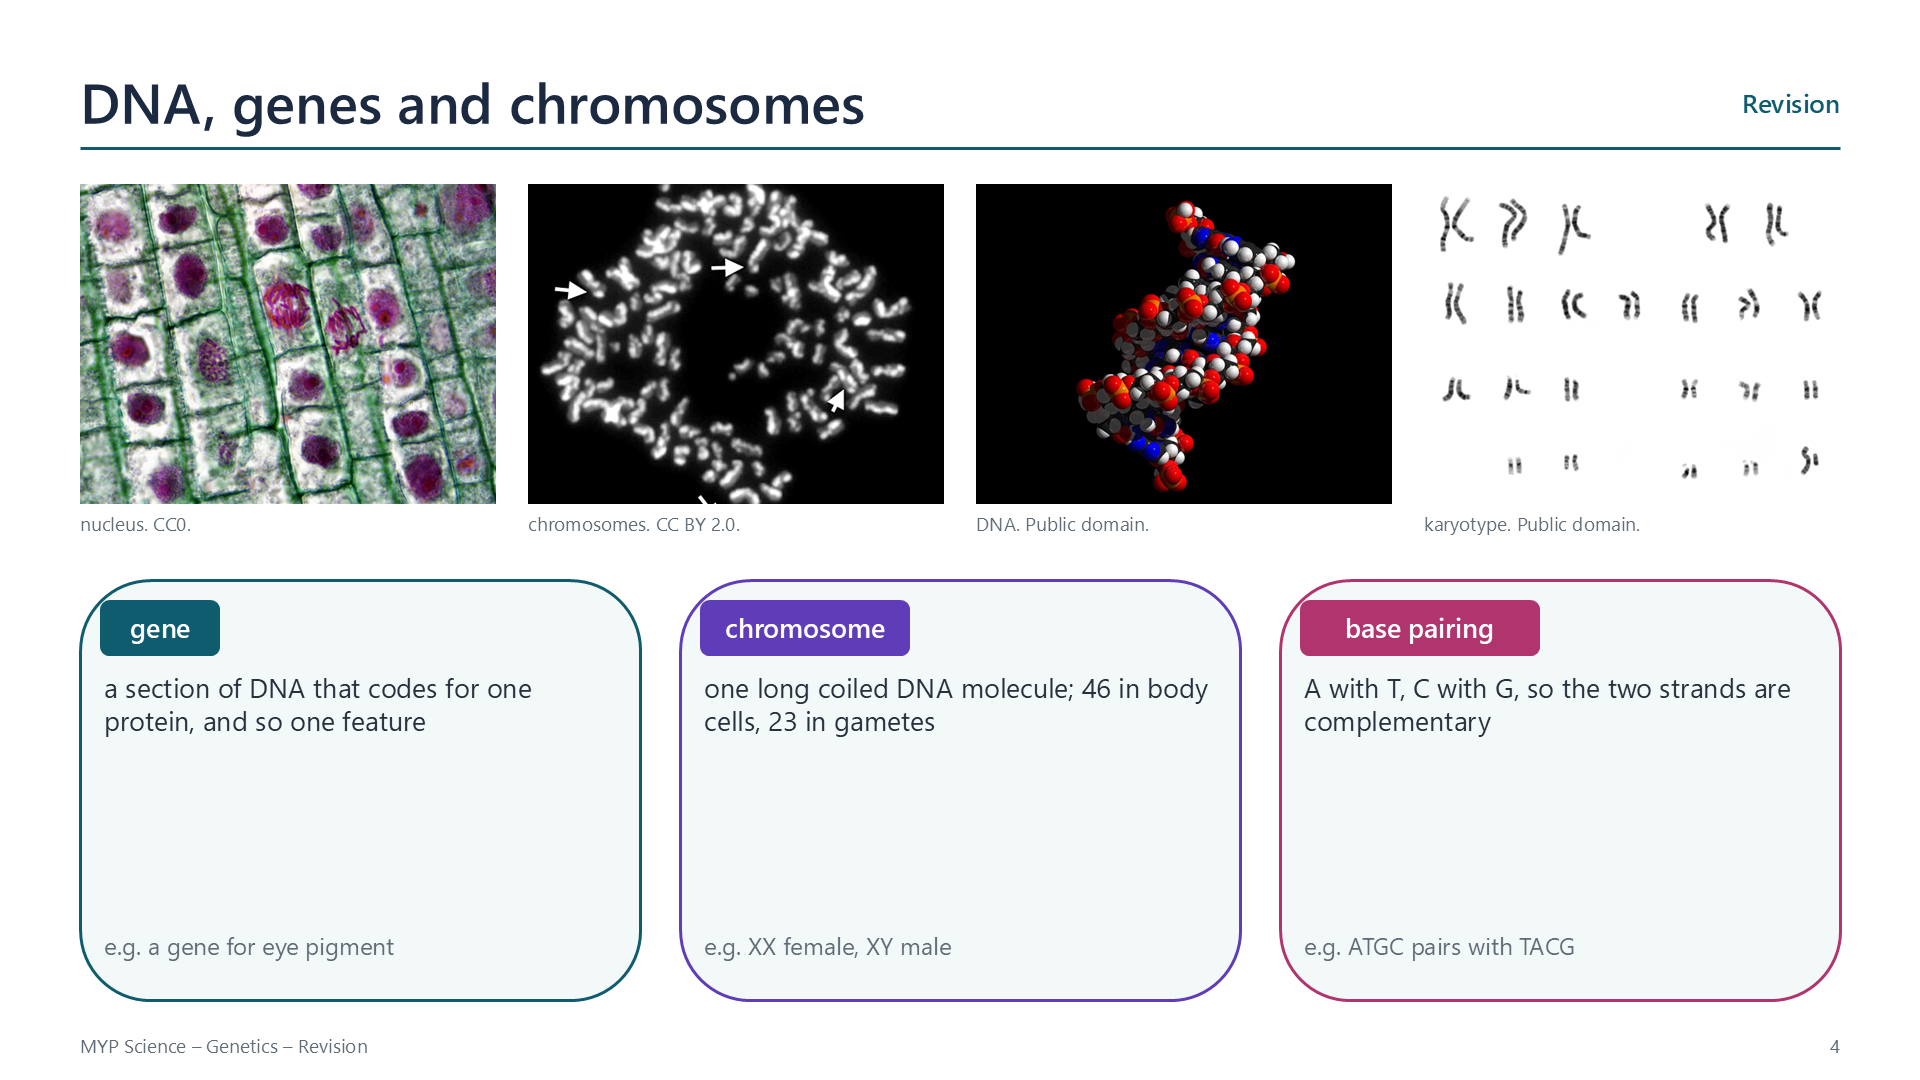 DNA, genes and chromosomes
Revision
nucleus. CC0.
chromosomes. CC BY 2.0.
DNA. Public domain.
karyotype. Public domain.
gene
a section of DNA that codes for one
protein, and so one feature
e.g. a gene for eye pigment
chromosome
one long coiled DNA molecule; 46 in body
cells, 23 in gametes
e.g. XX female, XY male
base pairing
A with T, C with G, so the two strands are
complementary
e.g. ATGC pairs with TACG
MYP Science – Genetics – Revision
4